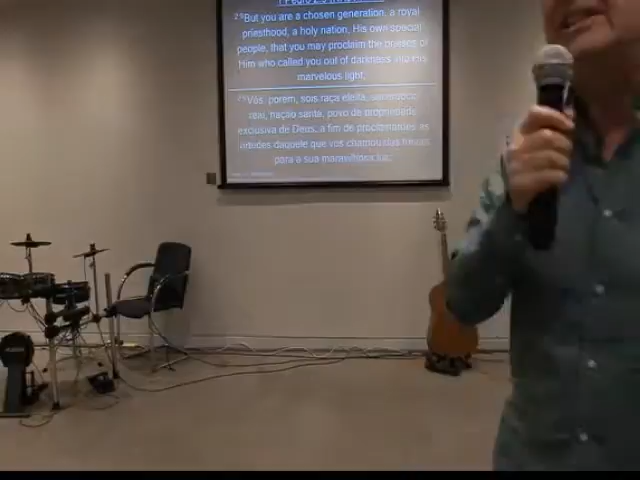 But you are a chosen generation, a royal
priesthood, a holy nation, His own special
people, that you may proclaim the praises of
Him who called you out of darkness into His
marvelous light;
Vós, porém, sois raça eleita, sacerdócio
real, nação santa, povo de propriedade
exclusiva de Deus, a fim de proclamardes as
virtudes daquele que vos chamou das trevas
para a sua maravilhosa luz;